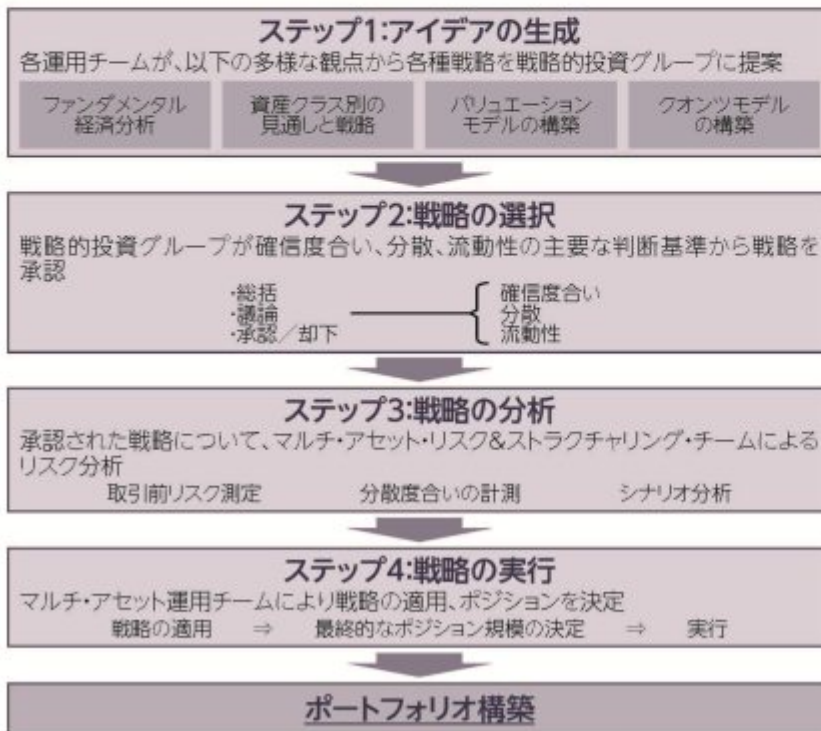 ステップ1:アイデアの生成
各運用チームが、以下の多様な観点から各種戦略を戦略的投資グループに提案
ファンダメンタル
経済分析
資産クラス別の
見通しと戦略
バリュエーション
モデルの構築
クオンツモデル
の構築
ステップ2:戦略の選択
戦略的投資グループが確信度合い、分散、流動性の主要な判断基準から戦略を
承認
・総括
・議論
・承認／却下
確信度合い
分散
流動性
ステップ3:戦略の分析
承認された戦略について、マルチ・アセット・リスク&ストラクチャリング・チームによる
リスク分析
取引前リスク測定 分散度合いの計測 シナリオ分析
ステップ4:戦略の実行
マルチ・アセット運用チームにより戦略の適用、ポジションを決定
戦略の適用 ⇒ 最終的なポジション規模の決定 ⇒ 実行
ポートフォリオ構築